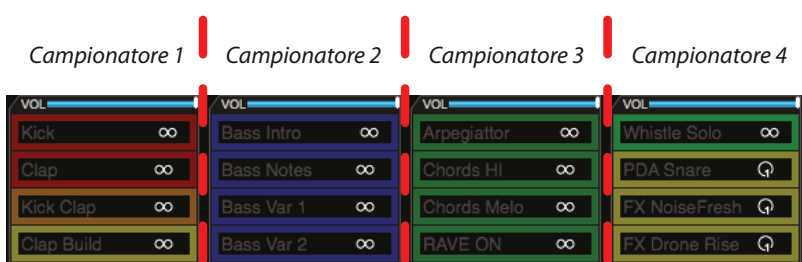 Campionatore 1 Campionatore 2 Campionatore 3 Campionatore 4
VOL VOL VOL VOL
Kick ∞ Bass Intro ∞ Arpegiattor ∞ Whistle Solo ∞
Clap ∞ Bass Notes ∞ Chords HI ∞ PDA Snare
Kick Clap ∞ Bass Var 1 ∞ Chords Melo ∞ FX NoiseFresh
Clap Build ∞ Bass Var 2 ∞ RAVE ON ∞ FX Drone Rise